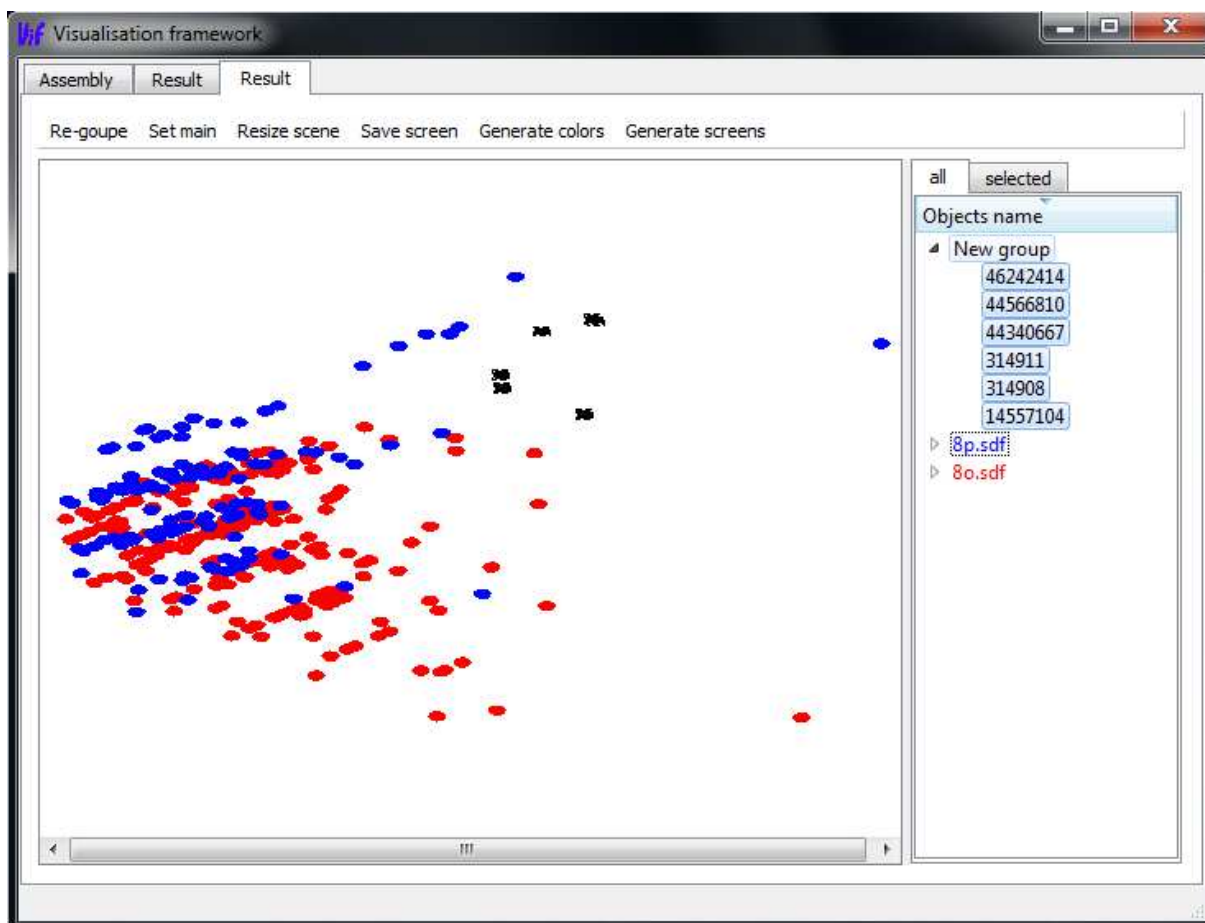 Vif Visualisation framework
Assembly Result Result
Re-goupe Set main Resize scene Save screen Generate colors Generate screens
all selected
Objects name
New group
46242414
44566810
44340667
314911
314908
14557104
8p.sdf
8o.sdf